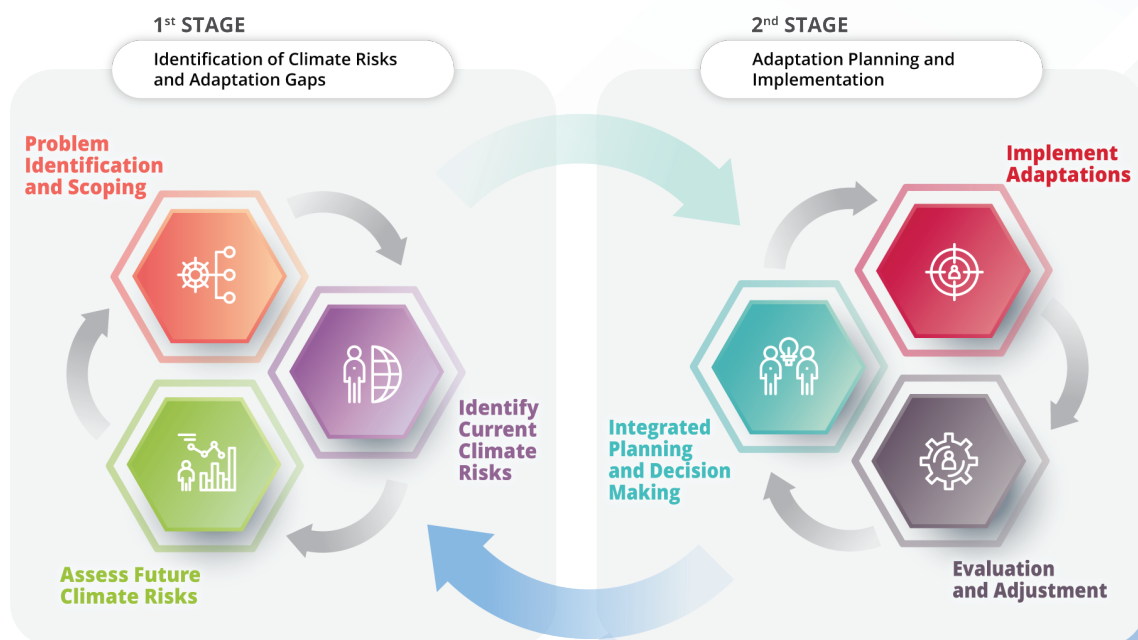 1st STAGE
Identification of Climate Risks
and Adaptation Gaps
Problem
Identification
and Scoping
Identify
Current
Climate
Risks
Assess Future
Climate Risks
2nd STAGE
Adaptation Planning and
Implementation
Implement
Adaptations
Integrated
Planning
and Decision
Making
Evaluation
and Adjustment